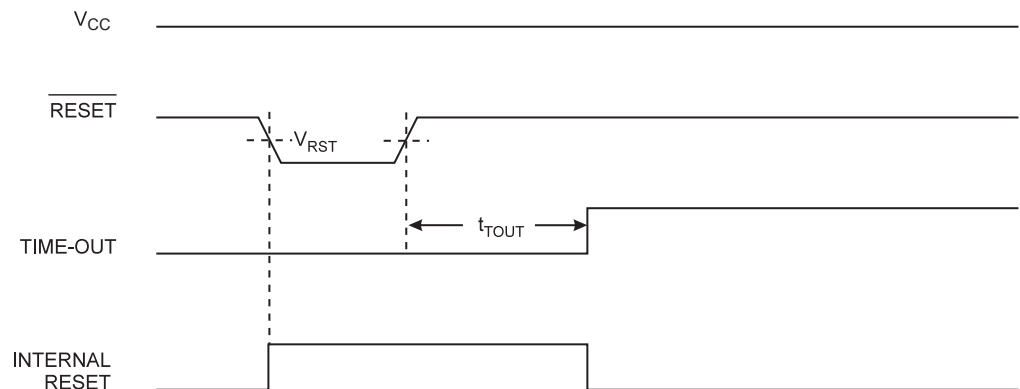 VCC
RESET
VRST
tTOUT
TIME-OUT
INTERNAL
RESET